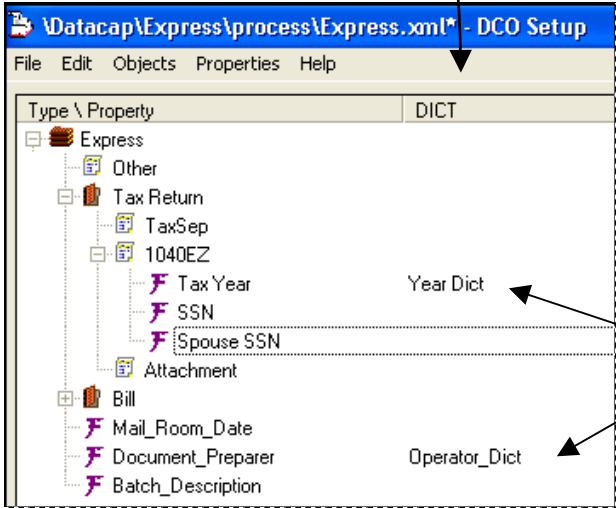 \Datacap\Express\process\Express.xml* - DCO Setup
File Edit Objects Properties Help
Type \ Property DICT
Express
Other
Tax Return
TaxSep
1040EZ
Tax Year Year Dict
SSN
Spouse SSN
Attachment
Bill
Mail_Room_Date
Document_Preparer Operator_Dict
Batch_Description